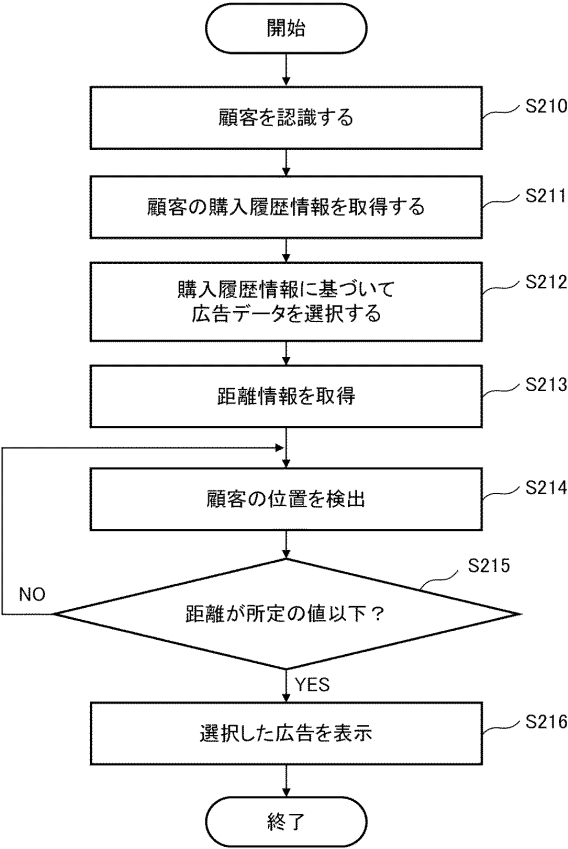 開始
顧客を認識する
S210
顧客の購入履歴情報を取得する
S211
購入履歴情報に基づいて
広告データを選択する
S212
距離情報を取得
S213
顧客の位置を検出
S214
距離が所定の値以下？
S215
NO
YES
選択した広告を表示
S216
終了